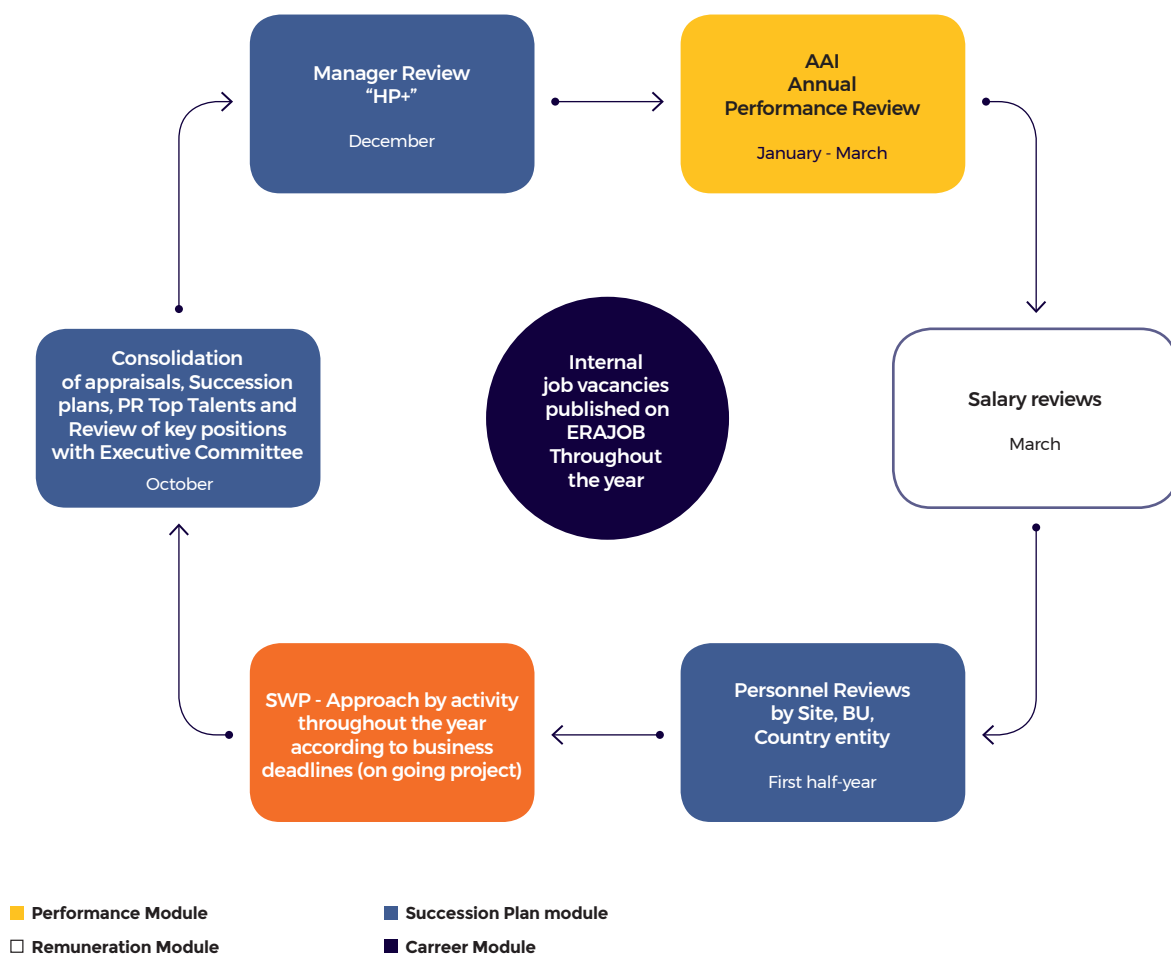 Manager Review
“HP+”
December
AAI
Annual
Performance Review
January - March
Salary reviews
March
Personnel Reviews
by Site, BU,
Country entity
First half-year
SWP - Approach by activity
throughout the year
according to business
deadlines (on going project)
Consolidation
of appraisals, Succession
plans, PR Top Talents and
Review of key positions
with Executive Committee
October
Internal
job vacancies
published on
ERAJOB
Throughout
the year
Performance Module
Succession Plan module
Remuneration Module
Carreer Module